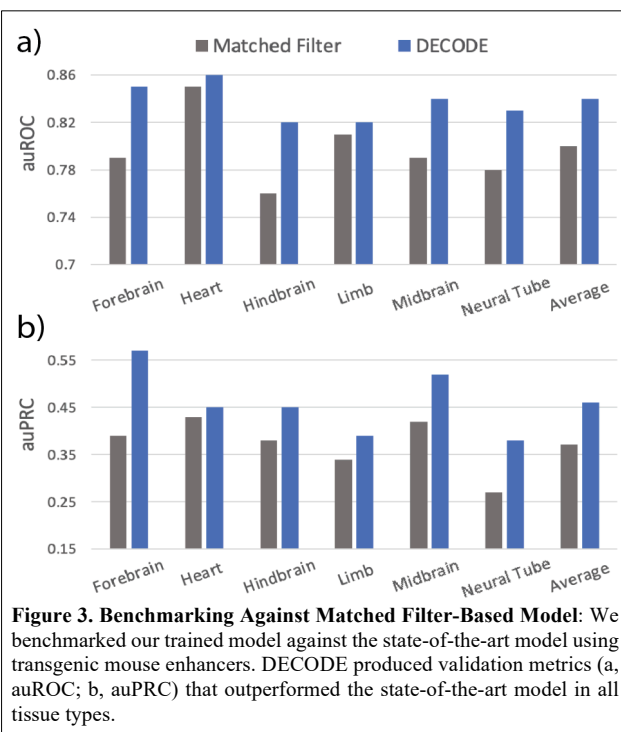 a)
Matched Filter DECODE
0.86
0.82
0.78
0.74
0.7
auROC
Forebrain Heart Hindbrain Limb Midbrain Neural Tube Average
b)
0.55
0.45
0.35
0.25
0.15
auPRC
Forebrain Heart Hindbrain Limb Midbrain Neural Tube Average
Figure 3. Benchmarking Against Matched Filter-Based Model: We
benchmarked our trained model against the state-of-the-art model using
transgenic mouse enhancers. DECODE produced validation metrics (a,
auROC; b, auPRC) that outperformed the state-of-the-art model in all
tissue types.